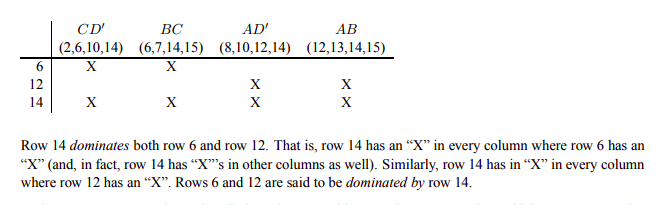 CD′ BC AD′ AB
(2,6,10,14) (6,7,14,15) (8,10,12,14) (12,13,14,15)
6 X X
12 X X
14 X X X X
Row 14 dominates both row 6 and row 12. That is, row 14 has an “X” in every column where row 6 has an
“X” (and, in fact, row 14 has “X”’s in other columns as well). Similarly, row 14 has in “X” in every column
where row 12 has an “X”. Rows 6 and 12 are said to be dominated by row 14.